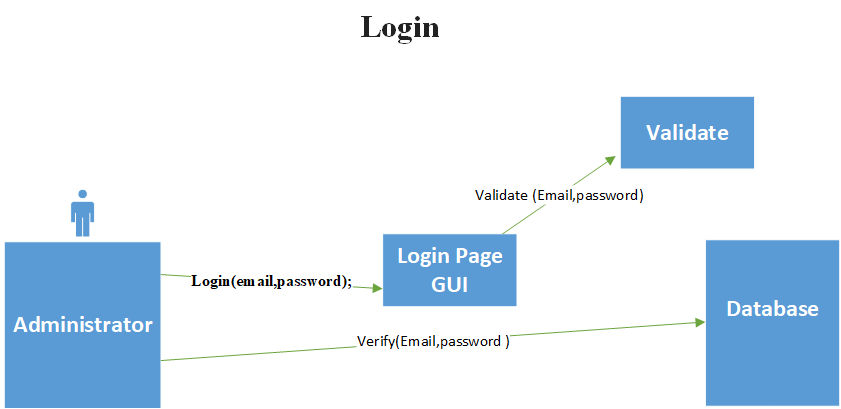 Login
Validate
Validate (Email,password)
Login Page
GUI
Login(email,password);
Administrator
Database
Verify(Email,password )